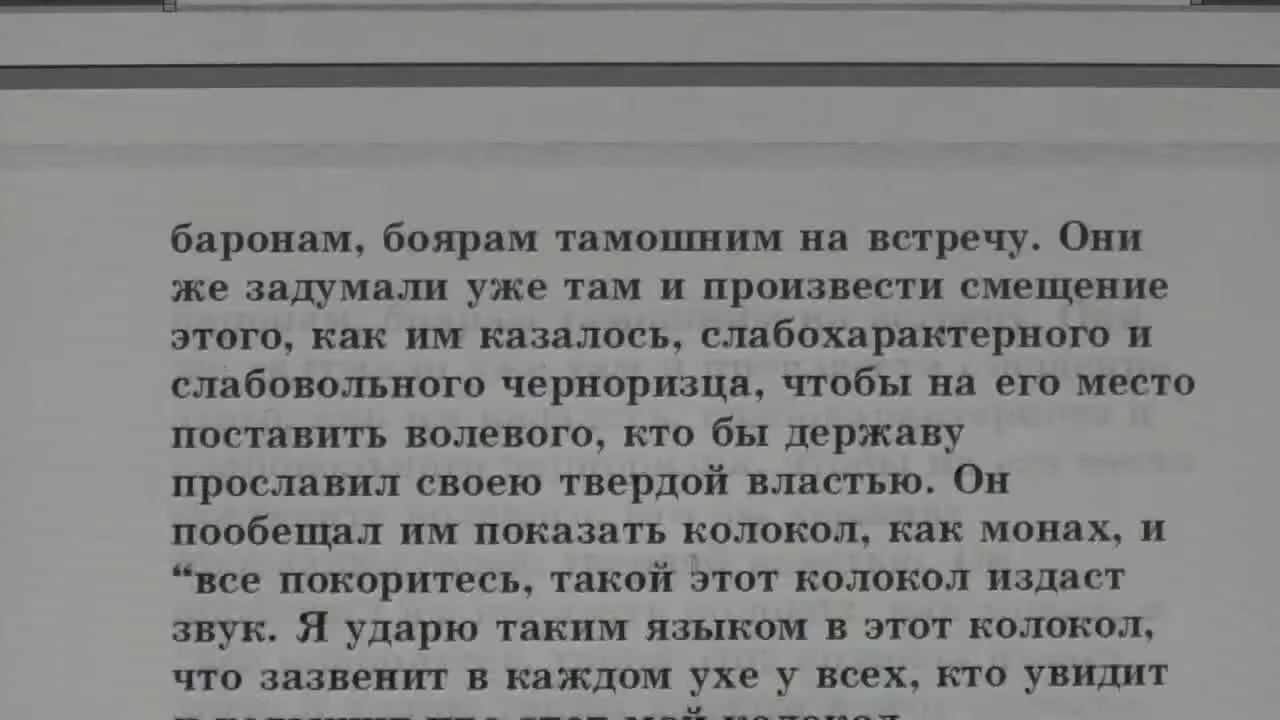 баронам, боярам тамошним на встречу. Они
же задумали уже там и произвести смещение
этого, как им казалось, слабохарактерного и
слабовольного черноризца, чтобы на его место
поставить волевого, кто бы державу
прославил своею твердой властью. Он
пообещал им показать колокол, как монах, и
“все покоритесь, такой этот колокол издаст
звук. Я ударю таким языком в этот колокол,
что зазвенит в каждом ухе у всех, кто увидит
этот мой колокол